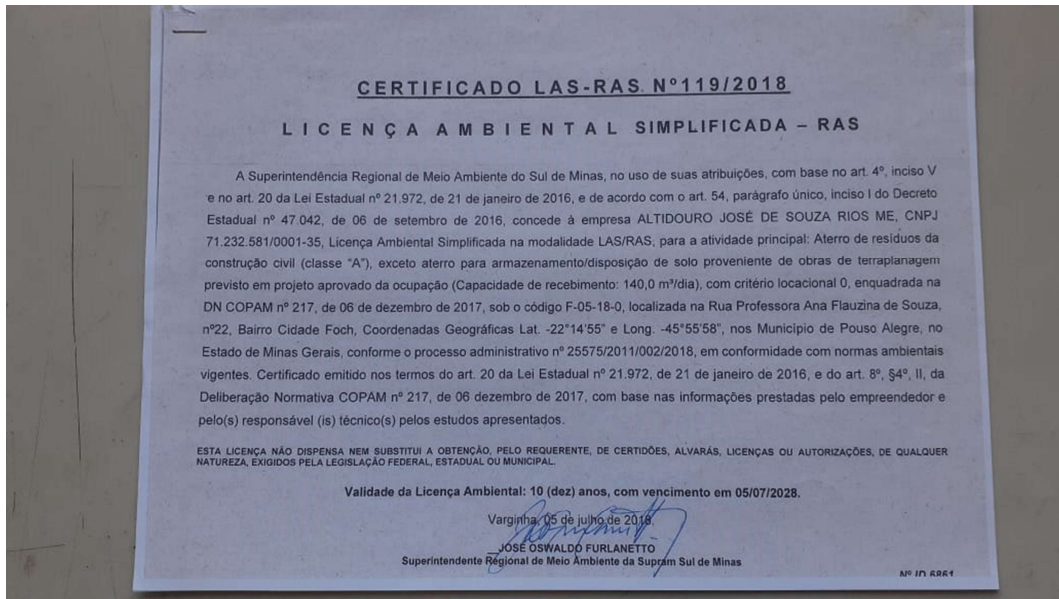 CERTIFICADO LAS-RAS Nº119/2018
LICENÇA AMBIENTAL SIMPLIFICADA – RAS
A Superintendência Regional de Meio Ambiente do Sul de Minas, no uso de suas atribuições, com base no art. 4º, inciso V
e no art. 20 da Lei Estadual nº 21.972, de 21 de janeiro de 2016, e de acordo com o art. 54, parágrafo único, inciso I do Decreto
Estadual nº 47.042, de 06 de setembro de 2016, concede à empresa ALTIDOURO JOSÉ DE SOUZA RIOS ME, CNPJ
71.232.581/0001-35, Licença Ambiental Simplificada na modalidade LAS/RAS, para a atividade principal: Aterro de resíduos da
construção civil (classe "A"), exceto aterro para armazenamento/disposição de solo proveniente de obras de terraplanagem
previsto em projeto aprovado da ocupação (Capacidade de recebimento: 140,0 m³/dia), com critério locacional 0, enquadrada na
DN COPAM nº 217, de 06 de dezembro de 2017, sob o código F-05-18-0, localizada na Rua Professora Ana Flauzina de Souza,
nº22, Bairro Cidade Foch, Coordenadas Geográficas Lat. -22°14'55" e Long. -45°55'58", nos Municipio de Pouso Alegre, no
Estado de Minas Gerais, conforme o processo administrativo nº 25575/2011/002/2018, em conformidade com normas ambientais
vigentes. Certificado emitido nos termos do art. 20 da Lei Estadual nº 21.972, de 21 de janeiro de 2016, e do art. 8º, §4º, II, da
Deliberação Normativa COPAM nº 217, de 06 dezembro de 2017, com base nas informações prestadas pelo empreendedor e
pelo(s) responsável (is) técnico(s) pelos estudos apresentados.
ESTA LICENÇA NÃO DISPENSA NEM SUBSTITUI A OBTENÇÃO, PELO REQUERENTE, DE CERTIDÕES, ALVARÁS, LICENÇAS OU AUTORIZAÇÕES, DE QUALQUER
NATUREZA, EXIGIDOS PELA LEGISLAÇÃO FEDERAL, ESTADUAL OU MUNICIPAL.
Validade da Licença Ambiental: 10 (dez) anos, com vencimento em 05/07/2028.
Varginha, 05 de julho de 2018.
JOSÉ OSWALDO FURLANETTO
Superintendente Regional de Meio Ambiente da Supram Sul de Minas
Nº ID 6861